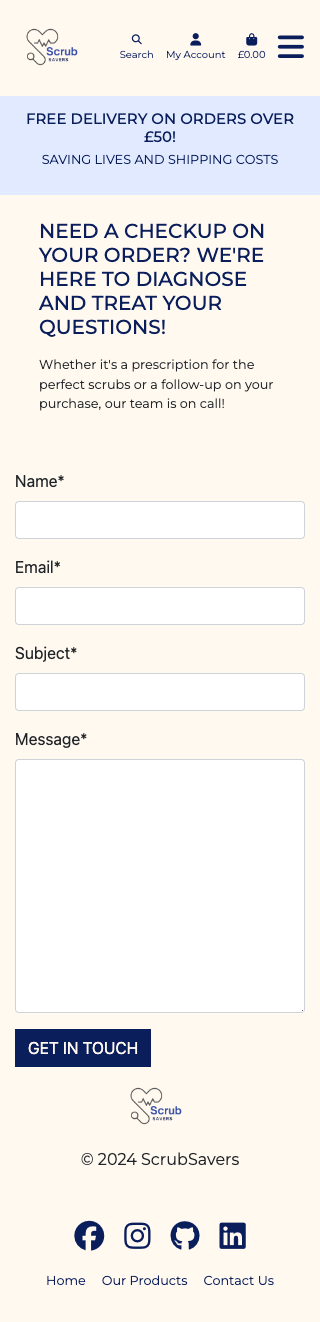 Scrub
SAVERS
Search
My Account
£0.00
FREE DELIVERY ON ORDERS OVER
£50!
SAVING LIVES AND SHIPPING COSTS
NEED A CHECKUP ON
YOUR ORDER? WE'RE
HERE TO DIAGNOSE
AND TREAT YOUR
QUESTIONS!
Whether it's a prescription for the
perfect scrubs or a follow-up on your
purchase, our team is on call!
Name*
Email*
Subject*
Message*
GET IN TOUCH
Scrub
SAVERS
© 2024 ScrubSavers
Home
Our Products
Contact Us